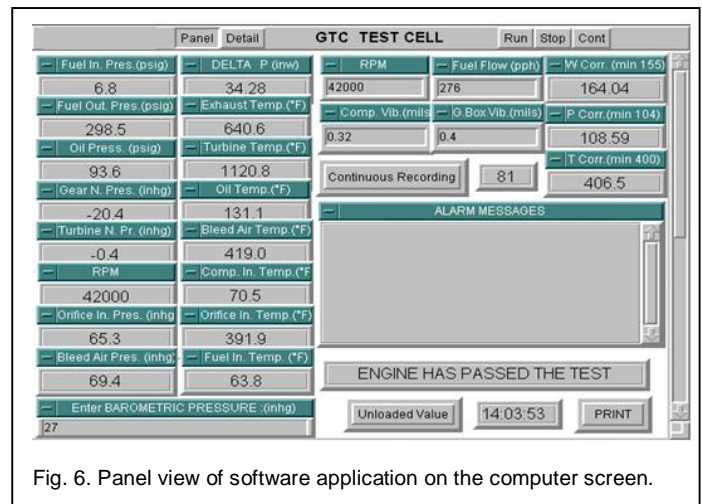 Panel Detail GTC TEST CELL Run Stop Cont
Fuel In. Pres.(psig) DELTA P (inw) RPM Fuel Flow (pph) W Corr. (min 155)
6.8 34.28 42000 276 164.04
Fuel Out. Pres.(psig) Exhaust Temp.(°F) Comp. Vib.(mils G.Box Vib.(mils) P Corr.(min 104)
298.5 640.6 0.32 0.4 108.59
Oil Press. (psig) Turbine Temp.(°F) T Corr.(min 400)
93.6 1120.8 Continuous Recording 81 406.5
Gear N. Pres. (inhg) Oil Temp.(°F)
-20.4 131.1 ALARM MESSAGES
Turbine N. Pr. (inhg) Bleed Air Temp.(°F)
-0.4 419.0
RPM Comp. In. Temp.(°F
42000 70.5
Orifice In. Pres. (inhg Orifice In. Temp.(°F)
65.3 391.9
Bleed Air Pres. (inhg) Fuel In. Temp. (°F)
69.4 63.8 ENGINE HAS PASSED THE TEST
Enter BAROMETRIC PRESSURE :(inhg) Unloaded Value 14:03:53 PRINT
27
Fig. 6. Panel view of software application on the computer screen.